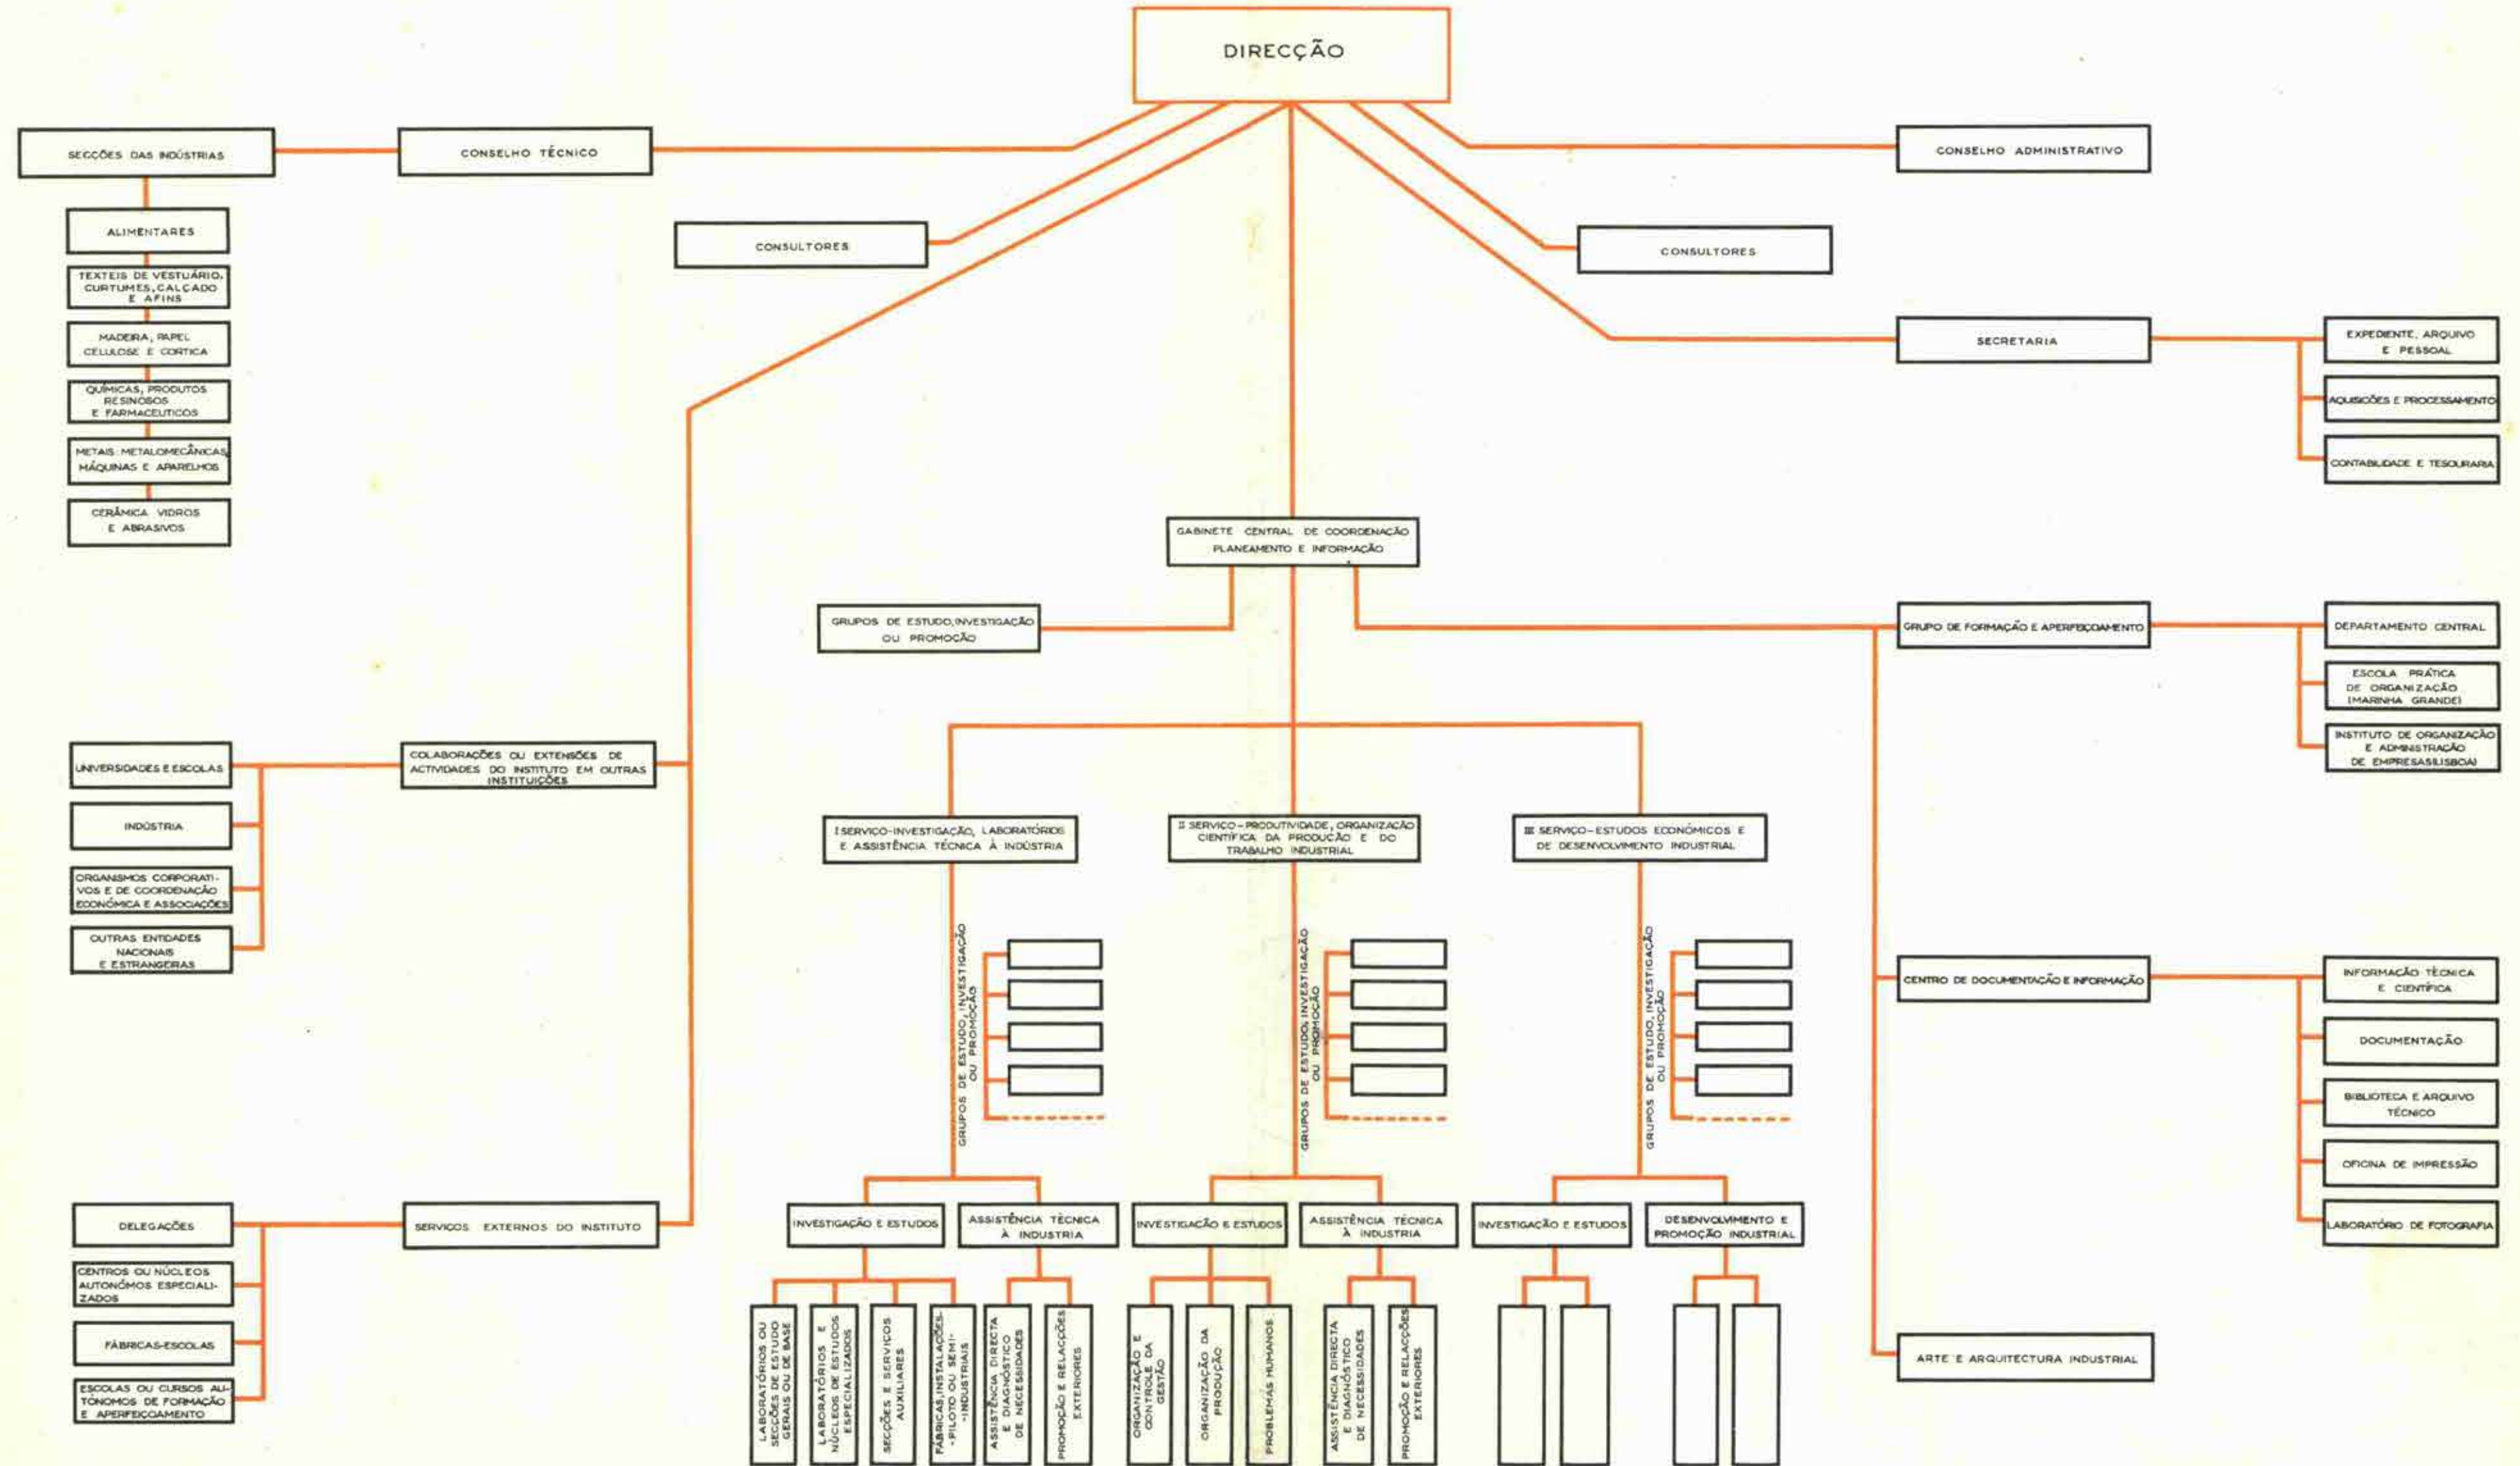 DIRECÇÃO
SECÇÕES DAS INDÚSTRIAS
CONSELHO TÉCNICO
CONSELHO ADMINISTRATIVO
CONSULTORES
CONSULTORES
ALIMENTARES
TEXTEIS DE VESTUÁRIO,
CURTUMES, CALÇADO
E AFINS
MADEIRA, PAPEL
CELULOSE E CORTICA
QUÍMICAS, PRODUTOS
RESINOSOS
E FARMACEUTICOS
METAIS: METALOMECÂNICAS,
MÁQUINAS E APARELHOS
CERÂMICA VIDROS
E ABRASIVOS
SECRETARIA
EXPEDIENTE, ARQUIVO
E PESSOAL
AQUISIÇÕES E PROCESSAMENTO
CONTABILIDADE E TESOURARIA
GABINETE CENTRAL DE COORDENAÇÃO
PLANEAMENTO E INFORMAÇÃO
GRUPOS DE ESTUDO, INVESTIGAÇÃO
OU PROMOÇÃO
GRUPO DE FORMAÇÃO E APERFEIÇOAMENTO
DEPARTAMENTO CENTRAL
ESCOLA PRÁTICA
DE ORGANIZAÇÃO
(MARINHA GRANDE)
INSTITUTO DE ORGANIZAÇÃO
E ADMINISTRAÇÃO
DE EMPRESAS(LISBOA)
COLABORAÇÕES OU EXTENSÕES DE
ACTIVIDADES DO INSTITUTO EM OUTRAS
INSTITUIÇÕES
UNIVERSIDADES E ESCOLAS
INDÚSTRIA
ORGANISMOS CORPORATI-
VOS E DE COORDENAÇÃO
ECONÓMICA E ASSOCIAÇÕES
OUTRAS ENTIDADES
NACIONAIS
E ESTRANGEIRAS
I SERVIÇO-INVESTIGAÇÃO, LABORATÓRIOS
E ASSISTÊNCIA TÉCNICA À INDÚSTRIA
II SERVIÇO-PRODUTIVIDADE, ORGANIZAÇÃO
CIENTÍFICA DA PRODUCÃO E DO
TRABALHO INDUSTRIAL
III SERVIÇO-ESTUDOS ECONÓMICOS E
DE DESENVOLVIMENTO INDUSTRIAL
GRUPOS DE ESTUDO, INVESTIGAÇÃO
OU PROMOÇÃO
GRUPOS DE ESTUDO, INVESTIGAÇÃO
OU PROMOÇÃO
GRUPOS DE ESTUDO, INVESTIGAÇÃO
OU PROMOÇÃO
CENTRO DE DOCUMENTAÇÃO E INFORMAÇÃO
INFORMAÇÃO TÉCNICA
E CIENTÍFICA
DOCUMENTAÇÃO
BIBLIOTECA E ARQUIVO
TÉCNICO
OFICINA DE IMPRESSÃO
LABORATÓRIO DE FOTOGRAFIA
SERVIÇOS EXTERNOS DO INSTITUTO
DELEGAÇÕES
CENTROS OU NÚCLEOS
AUTONÓMOS ESPECIALI-
ZADOS
FÁBRICAS-ESCOLAS
ESCOLAS OU CURSOS AU-
TÓNOMOS DE FORMAÇÃO
E APERFEIÇOAMENTO
INVESTIGAÇÃO E ESTUDOS
ASSISTÊNCIA TÉCNICA
À INDUSTRIA
INVESTIGAÇÃO E ESTUDOS
ASSISTÊNCIA TÉCNICA
À INDUSTRIA
INVESTIGAÇÃO E ESTUDOS
DESENVOLVIMENTO E
PROMOÇÃO INDUSTRIAL
LABORATÓRIOS OU
SECÇÕES DE ESTUDO
GERAIS OU DE BASE
LABORATÓRIOS E
NÚCLEOS DE ESTUDOS
ESPECIALIZADOS
SECÇÕES E SERVIÇOS
AUXILIARES
FÁBRICAS, INSTALAÇÕES-
-PILOTO OU SEMI-
-INDUSTRIAIS
ASSISTÊNCIA DIRECTA
E DIAGNÓSTICO
DE NECESSIDADES
PROMOÇÃO E RELACÇÕES
EXTERIORES
ORGANIZAÇÃO E
CONTROLE DA
GESTÃO
ORGANIZAÇÃO DA
PRODUÇÃO
PROBLEMAS HUMANOS
ASSISTÊNCIA DIRECTA
E DIAGNÓSTICO
DE NECESSIDADES
PROMOÇÃO E RELACÇÕES
EXTERIORES
ARTE E ARQUITECTURA INDUSTRIAL